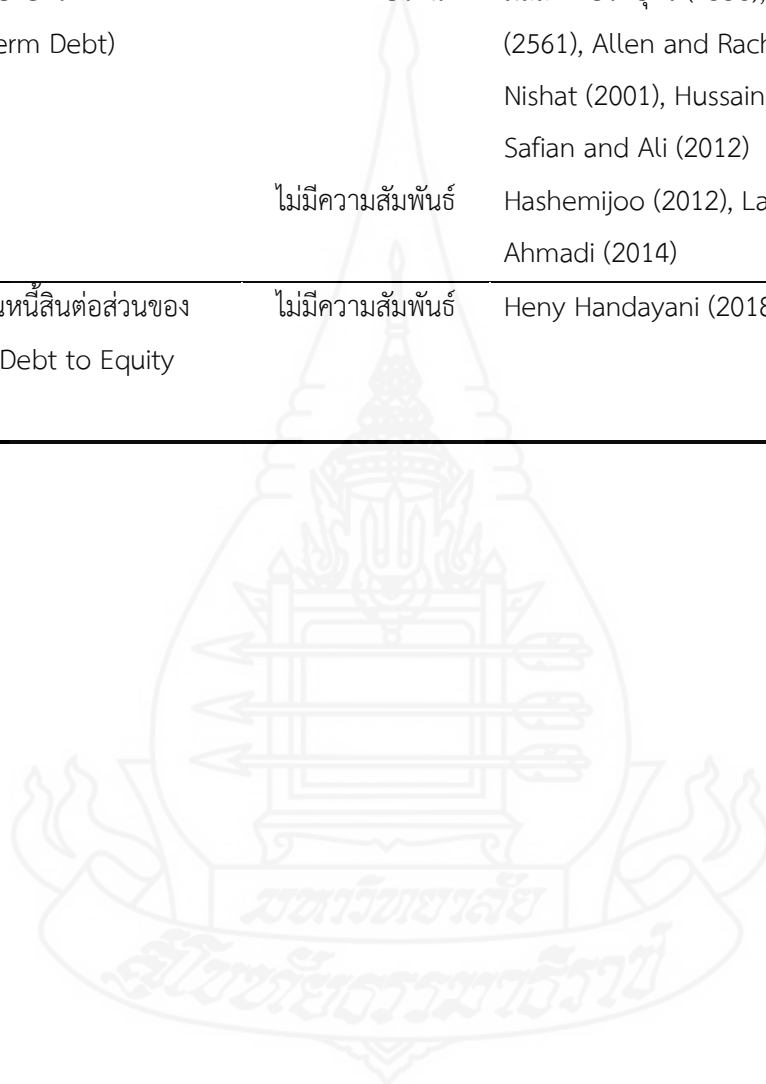 erm Debt)
(2561), Allen and Rach
Nishat (2001), Hussain
Safian and Ali (2012)
ไม่มีความสัมพันธ์ Hashemijoo (2012), La
Ahmadi (2014)
นหนี้สินต่อส่วนของ ไม่มีความสัมพันธ์ Heny Handayani (2018
Debt to Equity
มหาวิทยาลัย
สุโขทัยธรรมาธิราช